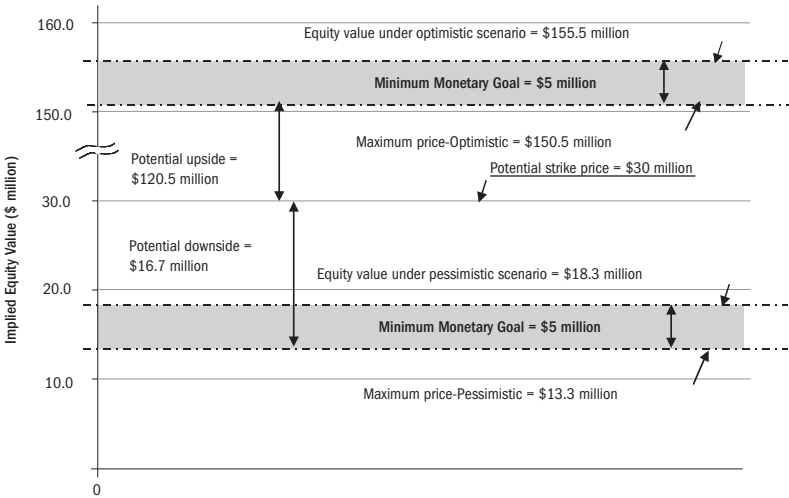 160.0
Equity value under optimistic scenario = $155.5 million
Minimum Monetary Goal = $5 million
150.0
Maximum price-Optimistic = $150.5 million
Potential upside =
$120.5 million
Potential strike price = $30 million
30.0
Potential downside =
$16.7 million
Equity value under pessimistic scenario = $18.3 million
20.0
Minimum Monetary Goal = $5 million
10.0
Maximum price-Pessimistic = $13.3 million
0
Implied Equity Value ($ million)